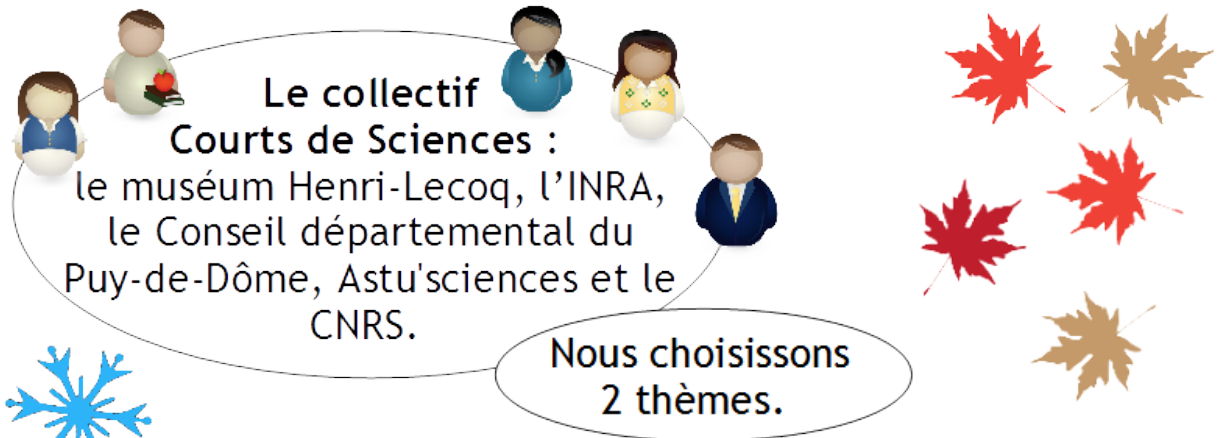 Le collectif
Courts de Sciences :
le muséum Henri-Lecoq, l’INRA,
le Conseil départemental du
Puy-de-Dôme, Astu'sciences et le
CNRS.
Nous choisissons
2 thèmes.